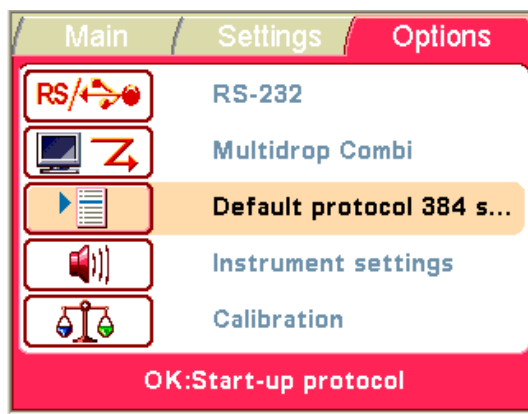 Main Settings Options
RS/
RS-232
Multidrop Combi
Default protocol 384 s...
Instrument settings
Calibration
OK:Start-up protocol